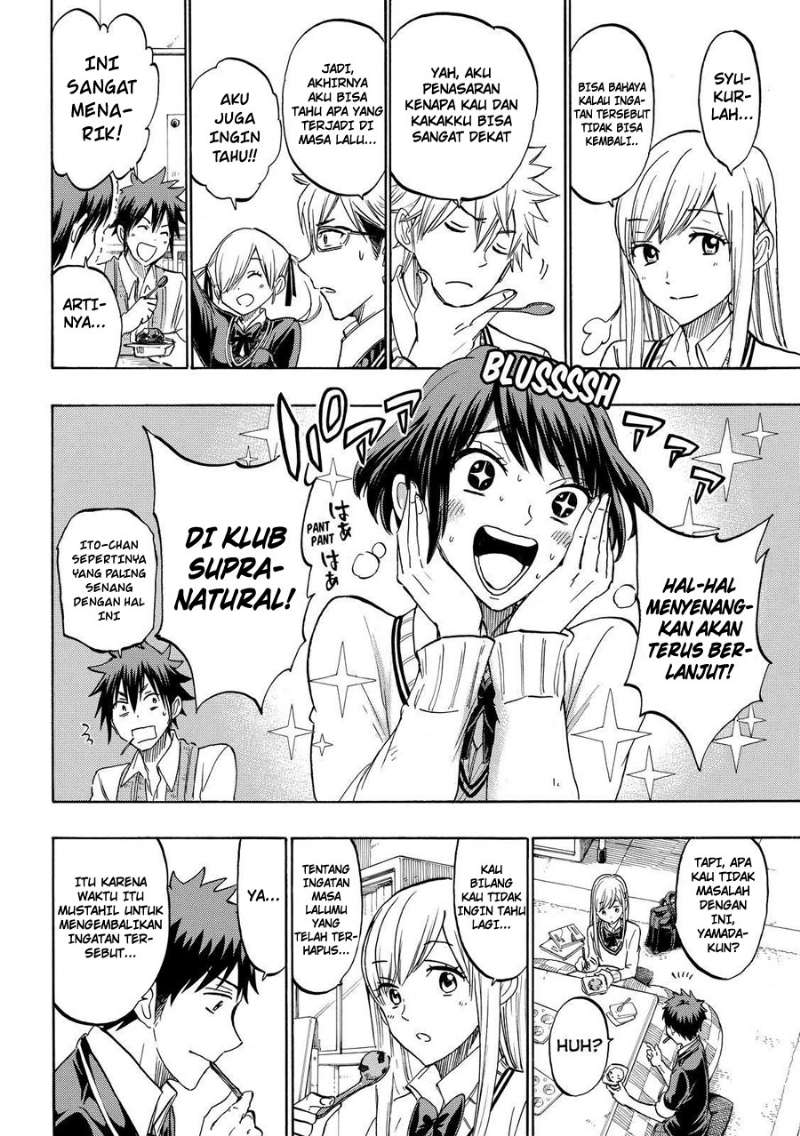 SYU-
KUR-
LAH...
BISA BAHAYA
KALAU INGA-
TAN TERSEBUT
TIDAK BISA
KEMBALI..
YAH, AKU
PENASARAN
KENAPA KAU DAN
KAKAKKU BISA
SANGAT DEKAT
JADI,
AKHIRNYA
AKU BISA
TAHU APA YANG
TERJADI DI
MASA LALU...
AKU
JUGA
INGIN
TAHU!!
INI
SANGAT
MENA-
RIK!
ARTI-
NYA...
BLUSSSSH
パアアア
HAL-HAL
MENYENANG-
KAN AKAN
TERUS BER-
LANJUT!
はぁ
PANT
PANT
はぁ
DI KLUB
SUPRA-
NATURAL!
ITO-CHAN
SEPERTINYA
YANG PALING
SENANG
DENGAN HAL
INI
TAPI, APA
KAU TIDAK
MASALAH
DENGAN
INI,
YAMADA-
KUN?
HUH?
KAU
BILANG
KAU TIDAK
INGIN TAHU
LAGI...
TENTANG
INGATAN
MASA
LALUMU
YANG
TELAH TER-
HAPUS...
YA...
ITU KARENA
WAKTU ITU
MUSTAHIL UNTUK
MENGEMBALIKAN
INGATAN TER-
SEBUT...